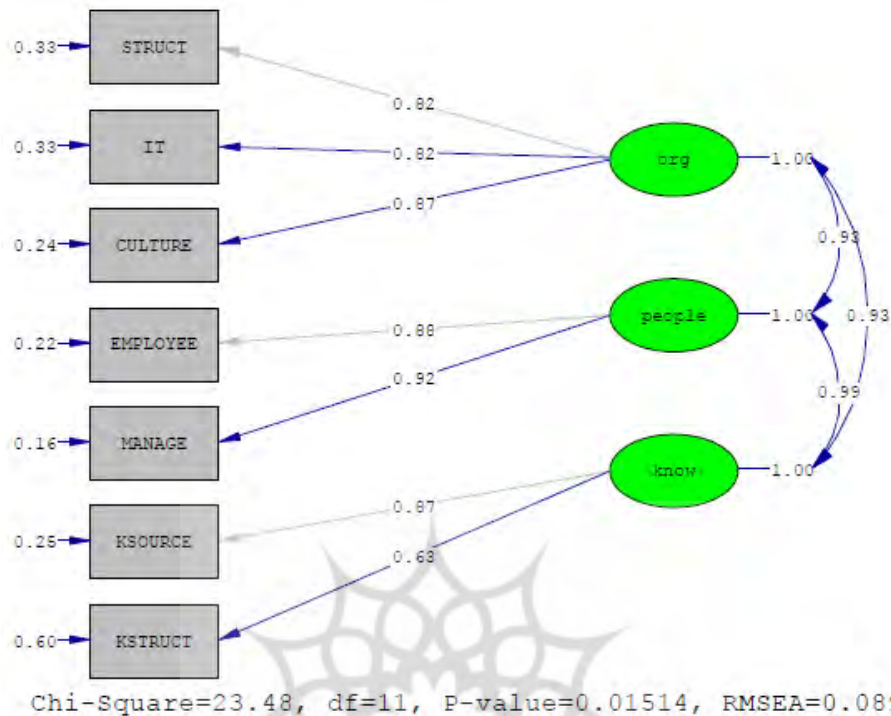 0.33 STRUCT
0.82
0.33 IT 0.82 org 1.00
0.87
0.24 CULTURE 0.93
0.22 EMPLOYEE 0.88 people 1.00 0.93
0.92
0.99
0.16 MANAGE
know 1.00
0.87
0.25 KSOURCE
0.63
0.60 KSTRUCT
Chi-Square=23.48, df=11, P-value=0.01514, RMSEA=0.08